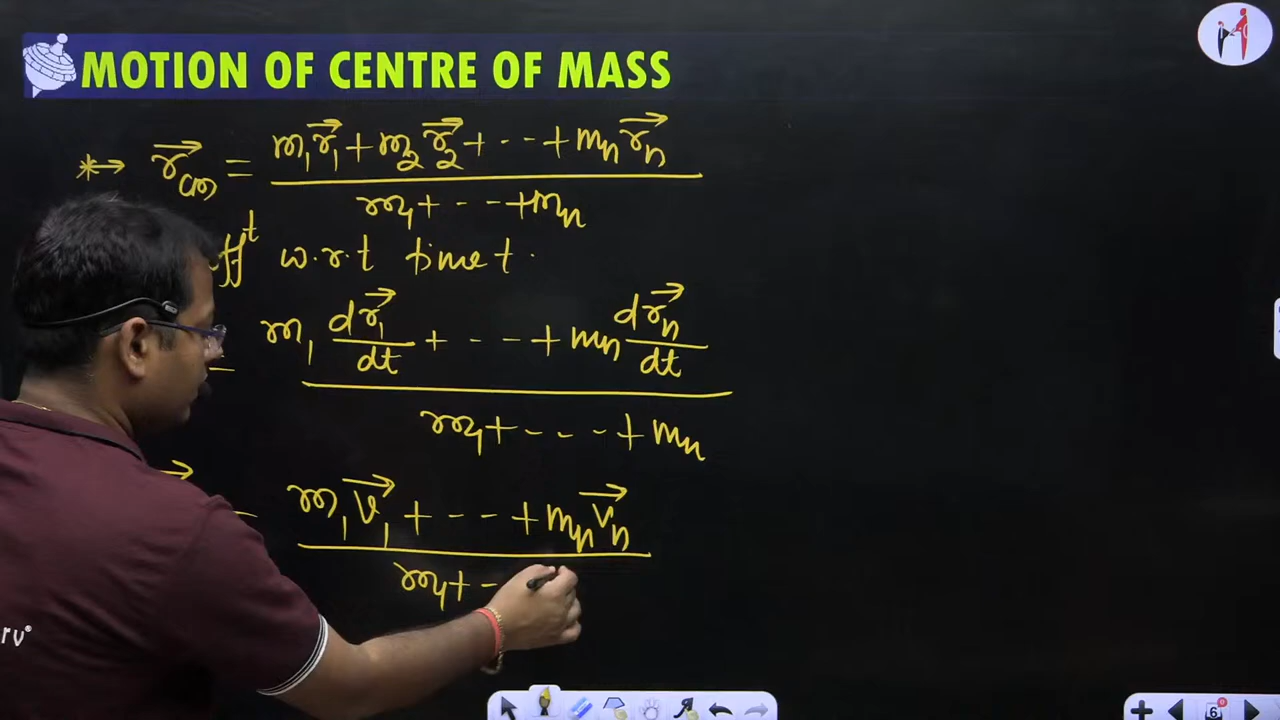 MOTION OF CENTRE OF MASS
*→ r⃗cm = m₁r⃗₁ + m₂r⃗₂ + - - + mₙr⃗ₙ
m₁ + - - - + mₙ
w.r.t time t.
= m₁ dr⃗₁/dt + - - - + mₙ dr⃗ₙ/dt
m₁ + - - - + mₙ
= m₁v⃗₁ + - - - + mₙv⃗ₙ
m₁ + -
6